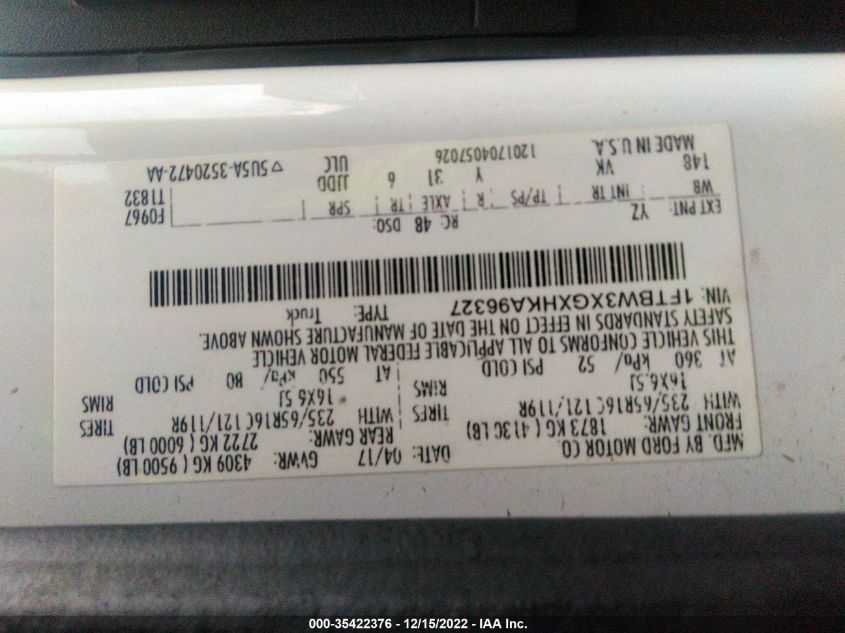 MFD. BY FORD MOTOR CO
DATE: 04/17 GVWR: 4309 KG ( 9500 LB)
FRONT GAWR: 1873 KG ( 4130 LB) REAR GAWR: 2722 KG ( 6000 LB)
WITH 235/65R16C 121/119R TIRES WITH 235/65R16C 121/119R TIRES
16X6.5J RIMS 16X6.5J RIMS
AT 360 kPa/ 52 PSI COLD AT 550 kPa/ 80 PSI COLD
THIS VEHICLE CONFORMS TO ALL APPLICABLE FEDERAL MOTOR VEHICLE
SAFETY STANDARDS IN EFFECT ON THE DATE OF MANUFACTURE SHOWN ABOVE.
VIN: 1FTBW3XGXHKA96327 TYPE: Truck
EXT PNT: YZ RC: 48 DSO: F0967
WB INT TR TP/PS R AXLE TR SPR T1832
148 VK Y 31 6 JJDD
MADE IN U.S.A. 1201704057026 ULC ▽5U5A-3520472-AA
000-35422376 - 12/15/2022 - IAA Inc.